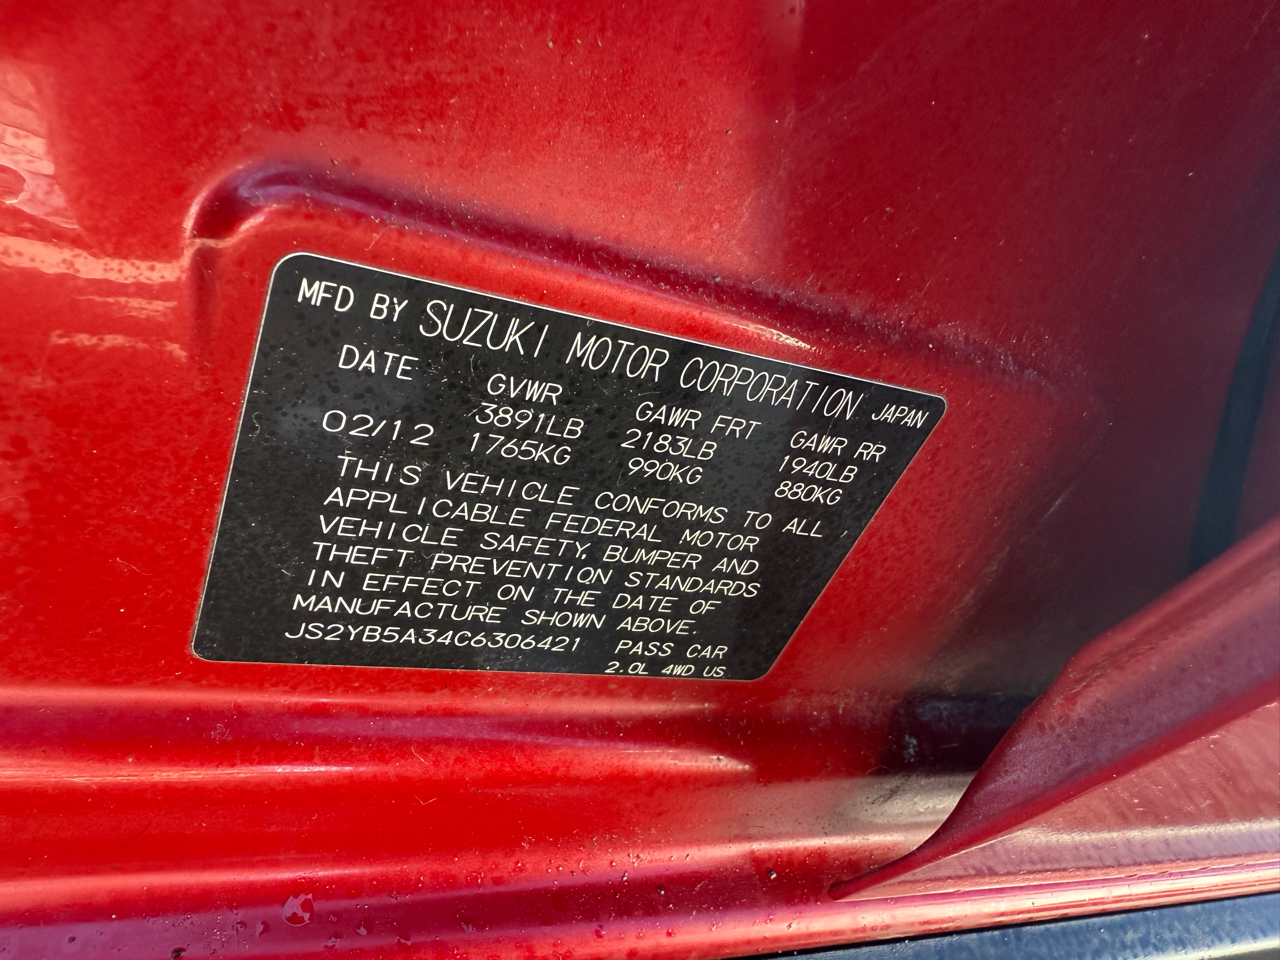 MFD BY SUZUKI MOTOR CORPORATION JAPAN
DATE GVWR GAWR FRT GAWR RR
02/12 3891LB 2183LB 1940LB
1765KG 990KG 880KG
THIS VEHICLE CONFORMS TO ALL
APPLICABLE FEDERAL MOTOR
VEHICLE SAFETY, BUMPER AND
THEFT PREVENTION STANDARDS
IN EFFECT ON THE DATE OF
MANUFACTURE SHOWN ABOVE.
JS2YB5A34C6306421 PASS CAR
2.0L 4WD US